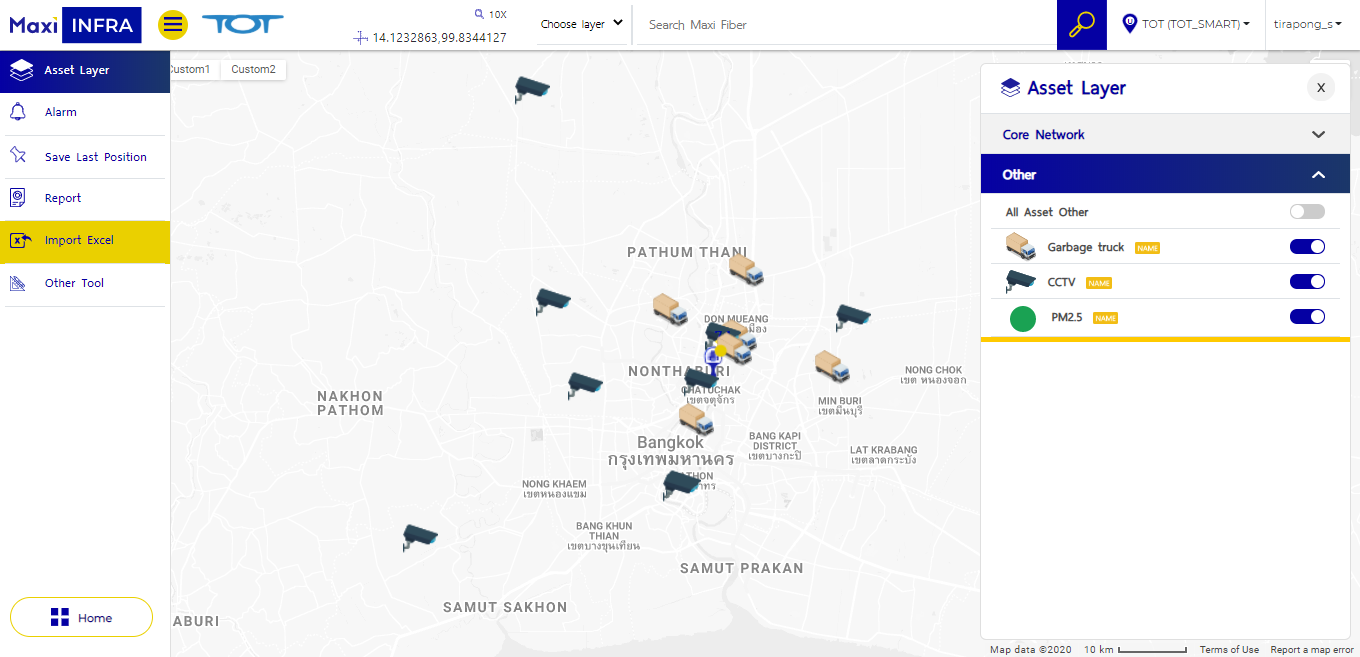 Maxi INFRA
TOT
10X
14.1232863,99.8344127
Choose layer
Search Maxi Fiber
TOT (TOT_SMART)
tirapong_s
Asset Layer
Alarm
Save Last Position
Report
Import Excel
Other Tool
Home
Custom2
PATHUM THANI
DON MUEANG
NONTHABURI
CHATUCHAK
เขตจตุจักร
NAKHON
PATHOM
NONG CHOK
เขต หนองจอก
MIN BURI
เขตมีนบุรี
Bangkok
กรุงเทพมหานคร
BANG KAPI
DISTRICT
เขตบางกะปิ
LAT KRABANG
เขตลาดกระบัง
NONG KHAEM
เขตหนองแขม
BANG KHUN
THIAN
เขตบางขุนเทียน
SAMUT PRAKAN
SAMUT SAKHON
ABURI
Asset Layer
X
Core Network
Other
All Asset Other
Garbage truck NAME
CCTV NAME
PM2.5 NAME
Map data ©2020
10 km
Terms of Use
Report a map error